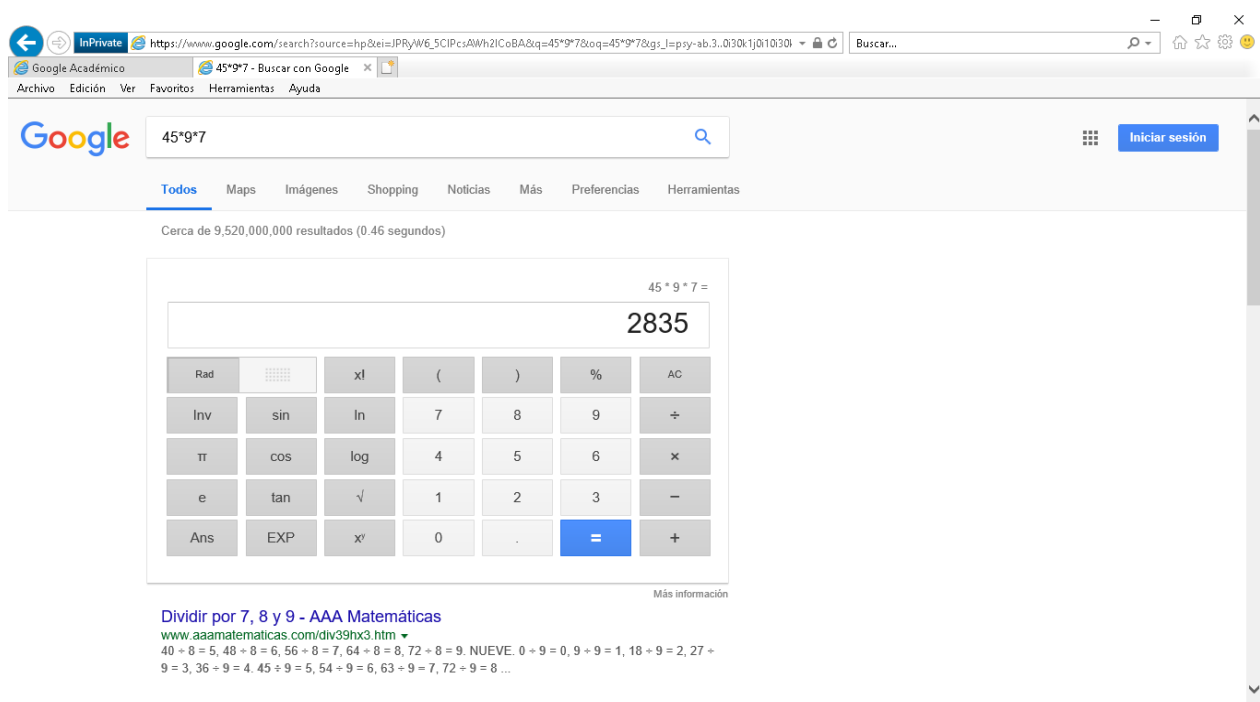 InPrivate https://www.google.com/search?source=hp&ei=JPRyW6_5CIPcsAWh2ICoBA&q=45*9*7&oq=45*9*7&gs_l=psy-ab.3..0i30k1j0i10i30l Buscar...
Google Académico 45*9*7 - Buscar con Google
Archivo Edición Ver Favoritos Herramientas Ayuda
Google 45*9*7 Iniciar sesión
Todos Maps Imágenes Shopping Noticias Más Preferencias Herramientas
Cerca de 9,520,000,000 resultados (0.46 segundos)
45 * 9 * 7 =
2835
Rad x! ( ) % AC
Inv sin ln 7 8 9 ÷
π cos log 4 5 6 ×
e tan √ 1 2 3 −
Ans EXP xʸ 0 . = +
Más información
Dividir por 7, 8 y 9 - AAA Matemáticas
www.aaamatematicas.com/div39hx3.htm
40 ÷ 8 = 5, 48 ÷ 8 = 6, 56 ÷ 8 = 7, 64 ÷ 8 = 8, 72 ÷ 8 = 9. NUEVE. 0 ÷ 9 = 0, 9 ÷ 9 = 1, 18 ÷ 9 = 2, 27 ÷
9 = 3, 36 ÷ 9 = 4. 45 ÷ 9 = 5, 54 ÷ 9 = 6, 63 ÷ 9 = 7, 72 ÷ 9 = 8 ...